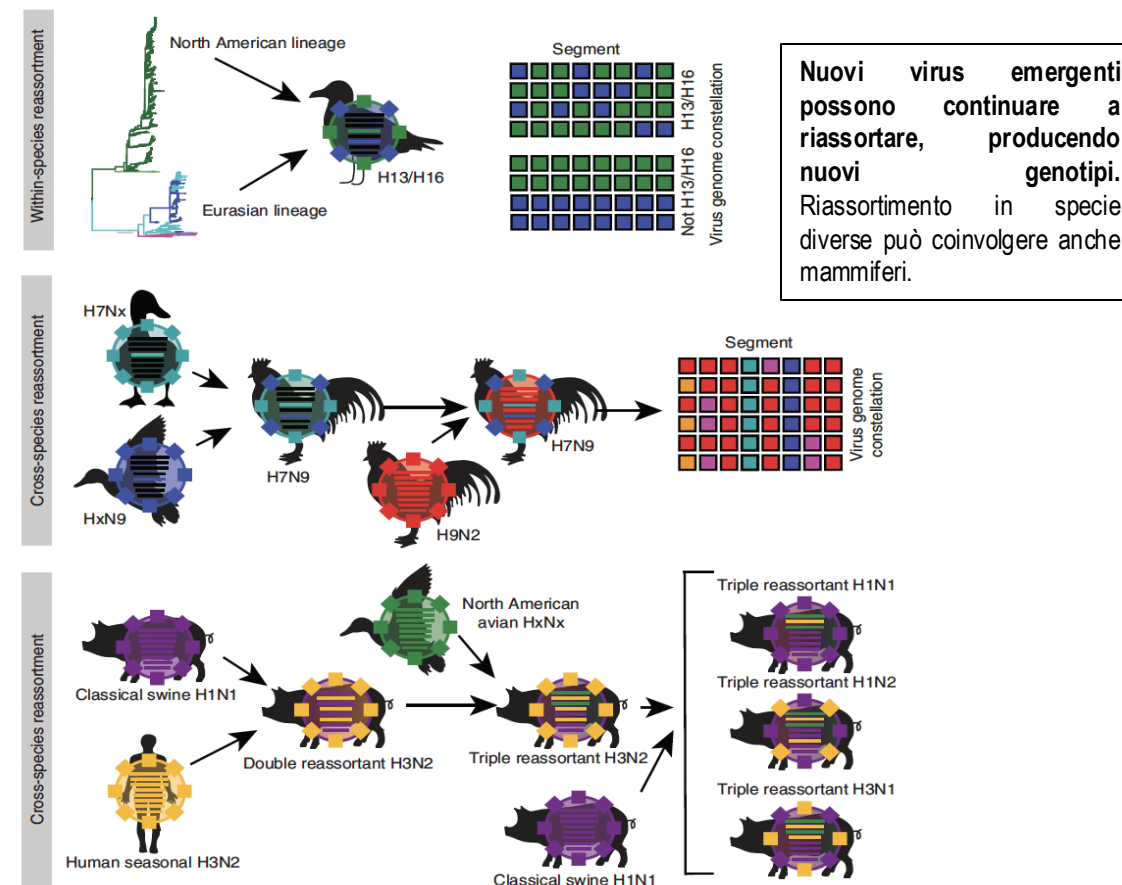 Within-species reassortment
North American lineage
Eurasian lineage
H13/H16
Segment
H13/H16
Not H13/H16
Virus genome constellation
Nuovi virus emergenti
possono continuare a
riassortare, producendo
nuovi genotipi.
Riassortimento in specie
diverse può coinvolgere anche
mammiferi.
Cross-species reassortment
H7Nx
HxN9
H7N9
H9N2
H7N9
Segment
Virus genome
constellation
Cross-species reassortment
Classical swine H1N1
Human seasonal H3N2
Double reassortant H3N2
North American
avian HxNx
Triple reassortant H3N2
Classical swine H1N1
Triple reassortant H1N1
Triple reassortant H1N2
Triple reassortant H3N1